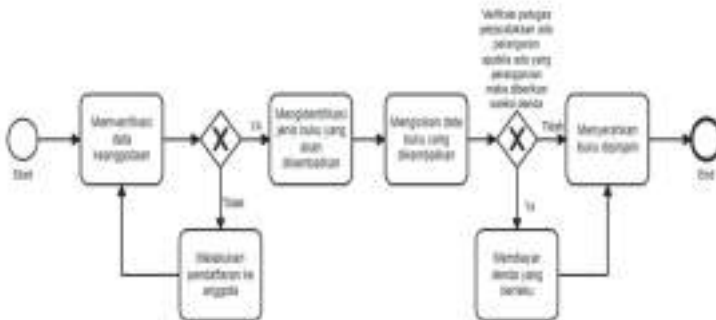 Verifikasi petugas
perpustakaan ada
pelanggaran
apabila ada yang
pelanggaran
maka diberikan
sanksi denda
Start
Memverifikasi
data
keanggotaan
Ya
Tidak
Melakukan
pendaftaran ke
anggota
Mengidentifikasi
jenis buku yang
akan
dikembalikan
Mengisikan data
buku yang
dikembalikan
Tidak
Ya
Membayar
denda yang
berlaku
Menyerahkan
buku dipinjam
End